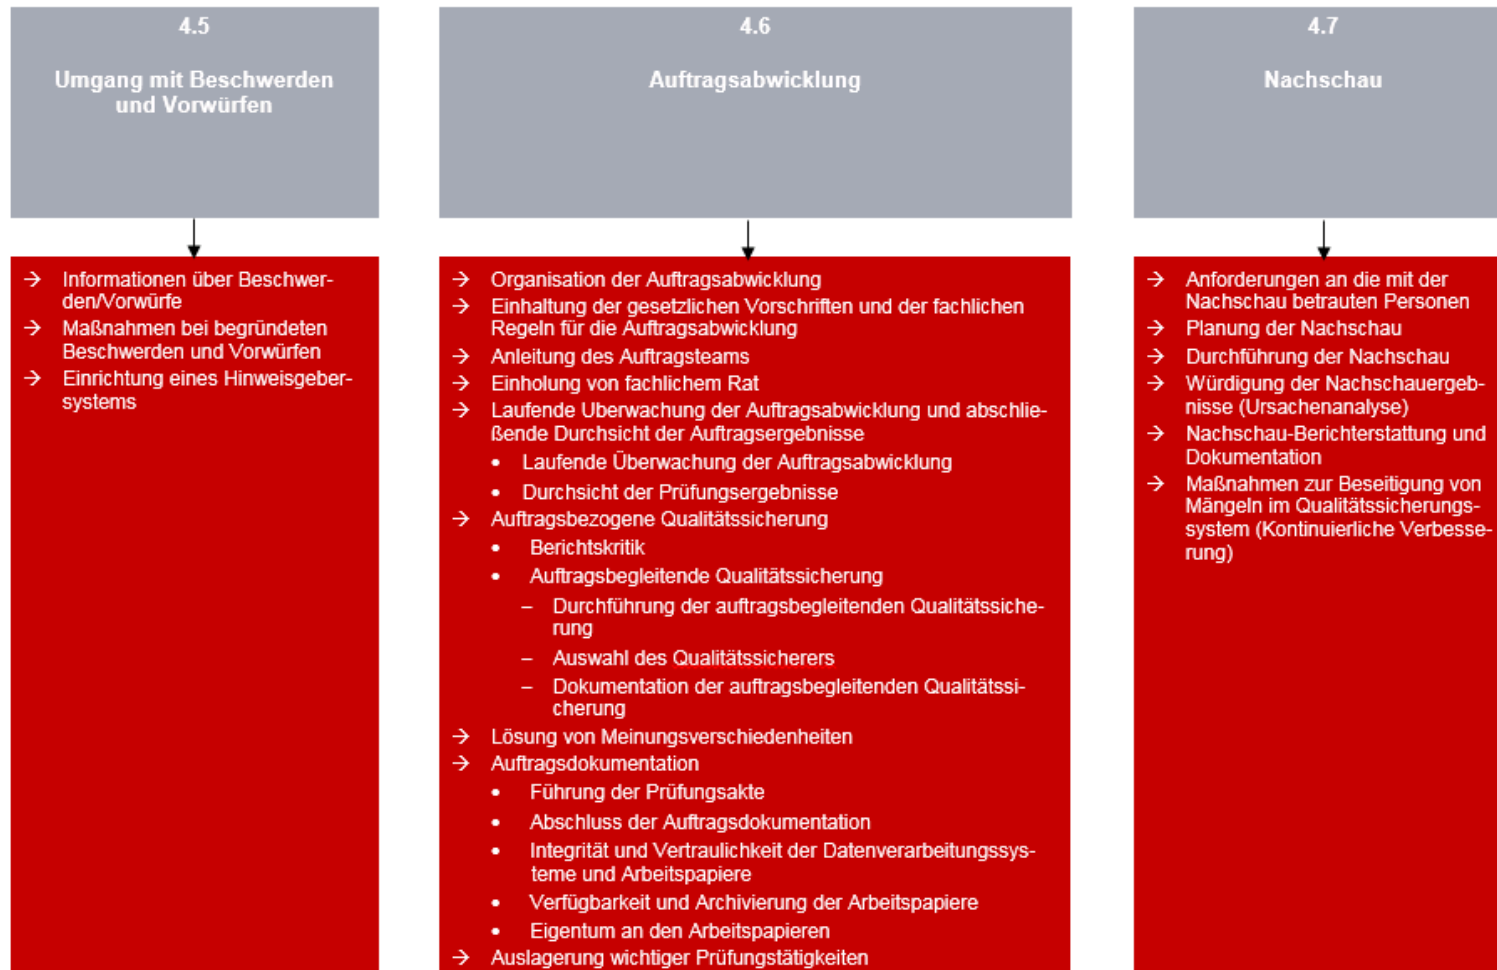 4.5
Umgang mit Beschwerden
und Vorwürfen
→ Informationen über Beschwer-
den/Vorwürfe
→ Maßnahmen bei begründeten
Beschwerden und Vorwürfen
→ Einrichtung eines Hinweisgeber-
systems
4.6
Auftragsabwicklung
→ Organisation der Auftragsabwicklung
→ Einhaltung der gesetzlichen Vorschriften und der fachlichen
Regeln für die Auftragsabwicklung
→ Anleitung des Auftragsteams
→ Einholung von fachlichem Rat
→ Laufende Überwachung der Auftragsabwicklung und abschlie-
ßende Durchsicht der Auftragsergebnisse
• Laufende Überwachung der Auftragsabwicklung
• Durchsicht der Prüfungsergebnisse
→ Auftragsbezogene Qualitätssicherung
• Berichtskritik
• Auftragsbegleitende Qualitätssicherung
– Durchführung der auftragsbegleitenden Qualitätssiche-
rung
– Auswahl des Qualitätssicherers
– Dokumentation der auftragsbegleitenden Qualitätssi-
cherung
→ Lösung von Meinungsverschiedenheiten
→ Auftragsdokumentation
• Führung der Prüfungsakte
• Abschluss der Auftragsdokumentation
• Integrität und Vertraulichkeit der Datenverarbeitungssys-
teme und Arbeitspapiere
• Verfügbarkeit und Archivierung der Arbeitspapiere
• Eigentum an den Arbeitspapieren
→ Auslagerung wichtiger Prüfungstätigkeiten
4.7
Nachschau
→ Anforderungen an die mit der
Nachschau betrauten Personen
→ Planung der Nachschau
→ Durchführung der Nachschau
→ Würdigung der Nachschauergeb-
nisse (Ursachenanalyse)
→ Nachschau-Berichterstattung und
Dokumentation
→ Maßnahmen zur Beseitigung von
Mängeln im Qualitätssicherungs-
system (Kontinuierliche Verbesse-
rung)